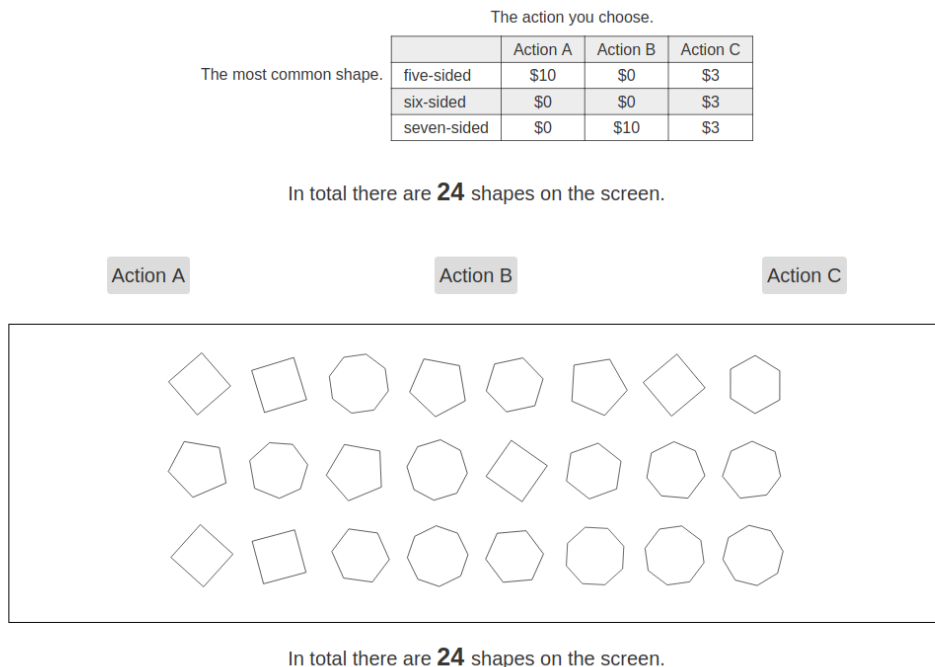 The action you choose.
Action A Action B Action C
The most common shape. five-sided $10 $0 $3
six-sided $0 $0 $3
seven-sided $0 $10 $3
In total there are 24 shapes on the screen.
Action A Action B Action C
In total there are 24 shapes on the screen.